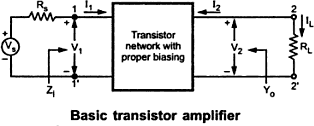 Rs
I1
1
I2
2
IL
+
Vs
−
+
V1
−
Transistor
network with
proper biasing
+
V2
−
RL
Zi
1'
Yo
2'
Basic transistor amplifier